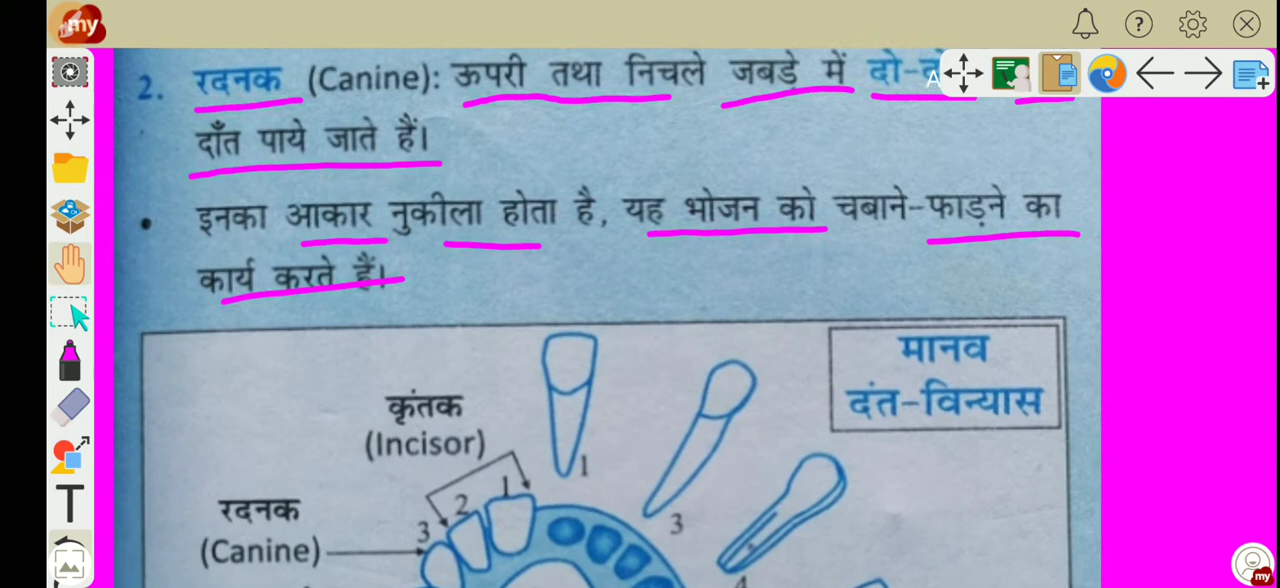 my
2. रदनक (Canine): ऊपरी तथा निचले जबड़े में
दाँत पाये जाते हैं।
• इनका आकार नुकीला होता है, यह भोजन को चबाने-फाड़ने का
कार्य करते हैं।
मानव
दंत-विन्यास
कृंतक
(Incisor)
1
1
2
3
3
रदनक
(Canine)
T
my